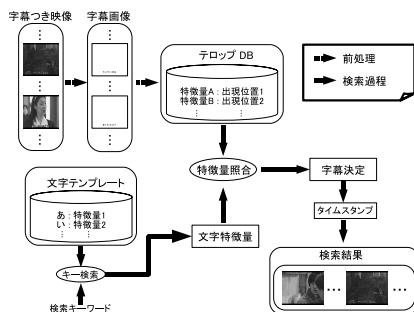 字幕つき映像
字幕画像
テロップ DB
特徴量A : 出現位置1
特徴量B : 出現位置2
前処理
検索過程
特徴量照合
字幕決定
タイムスタンプ
文字テンプレート
あ : 特徴量1
い : 特徴量2
キー検索
文字特徴量
検索キーワード
検索結果